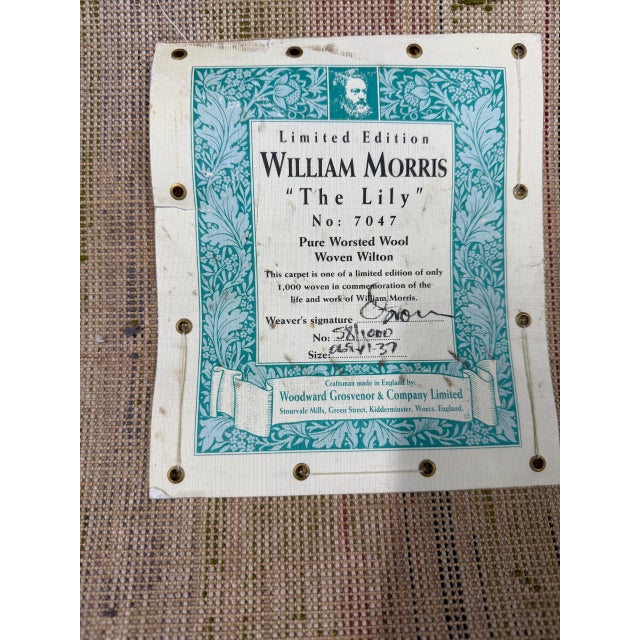 Limited Edition
WILLIAM MORRIS
"The Lily"
No: 7047
Pure Worsted Wool
Woven Wilton
This carpet is one of a limited edition of only
1,000 woven in commemoration of the
life and work of William Morris.
Weaver's signature
No: 58/1000
Size:
Craftsman made in England by:
Woodward Grosvenor & Company Limited
Stourvale Mills, Green Street, Kidderminster, Worcs. England.